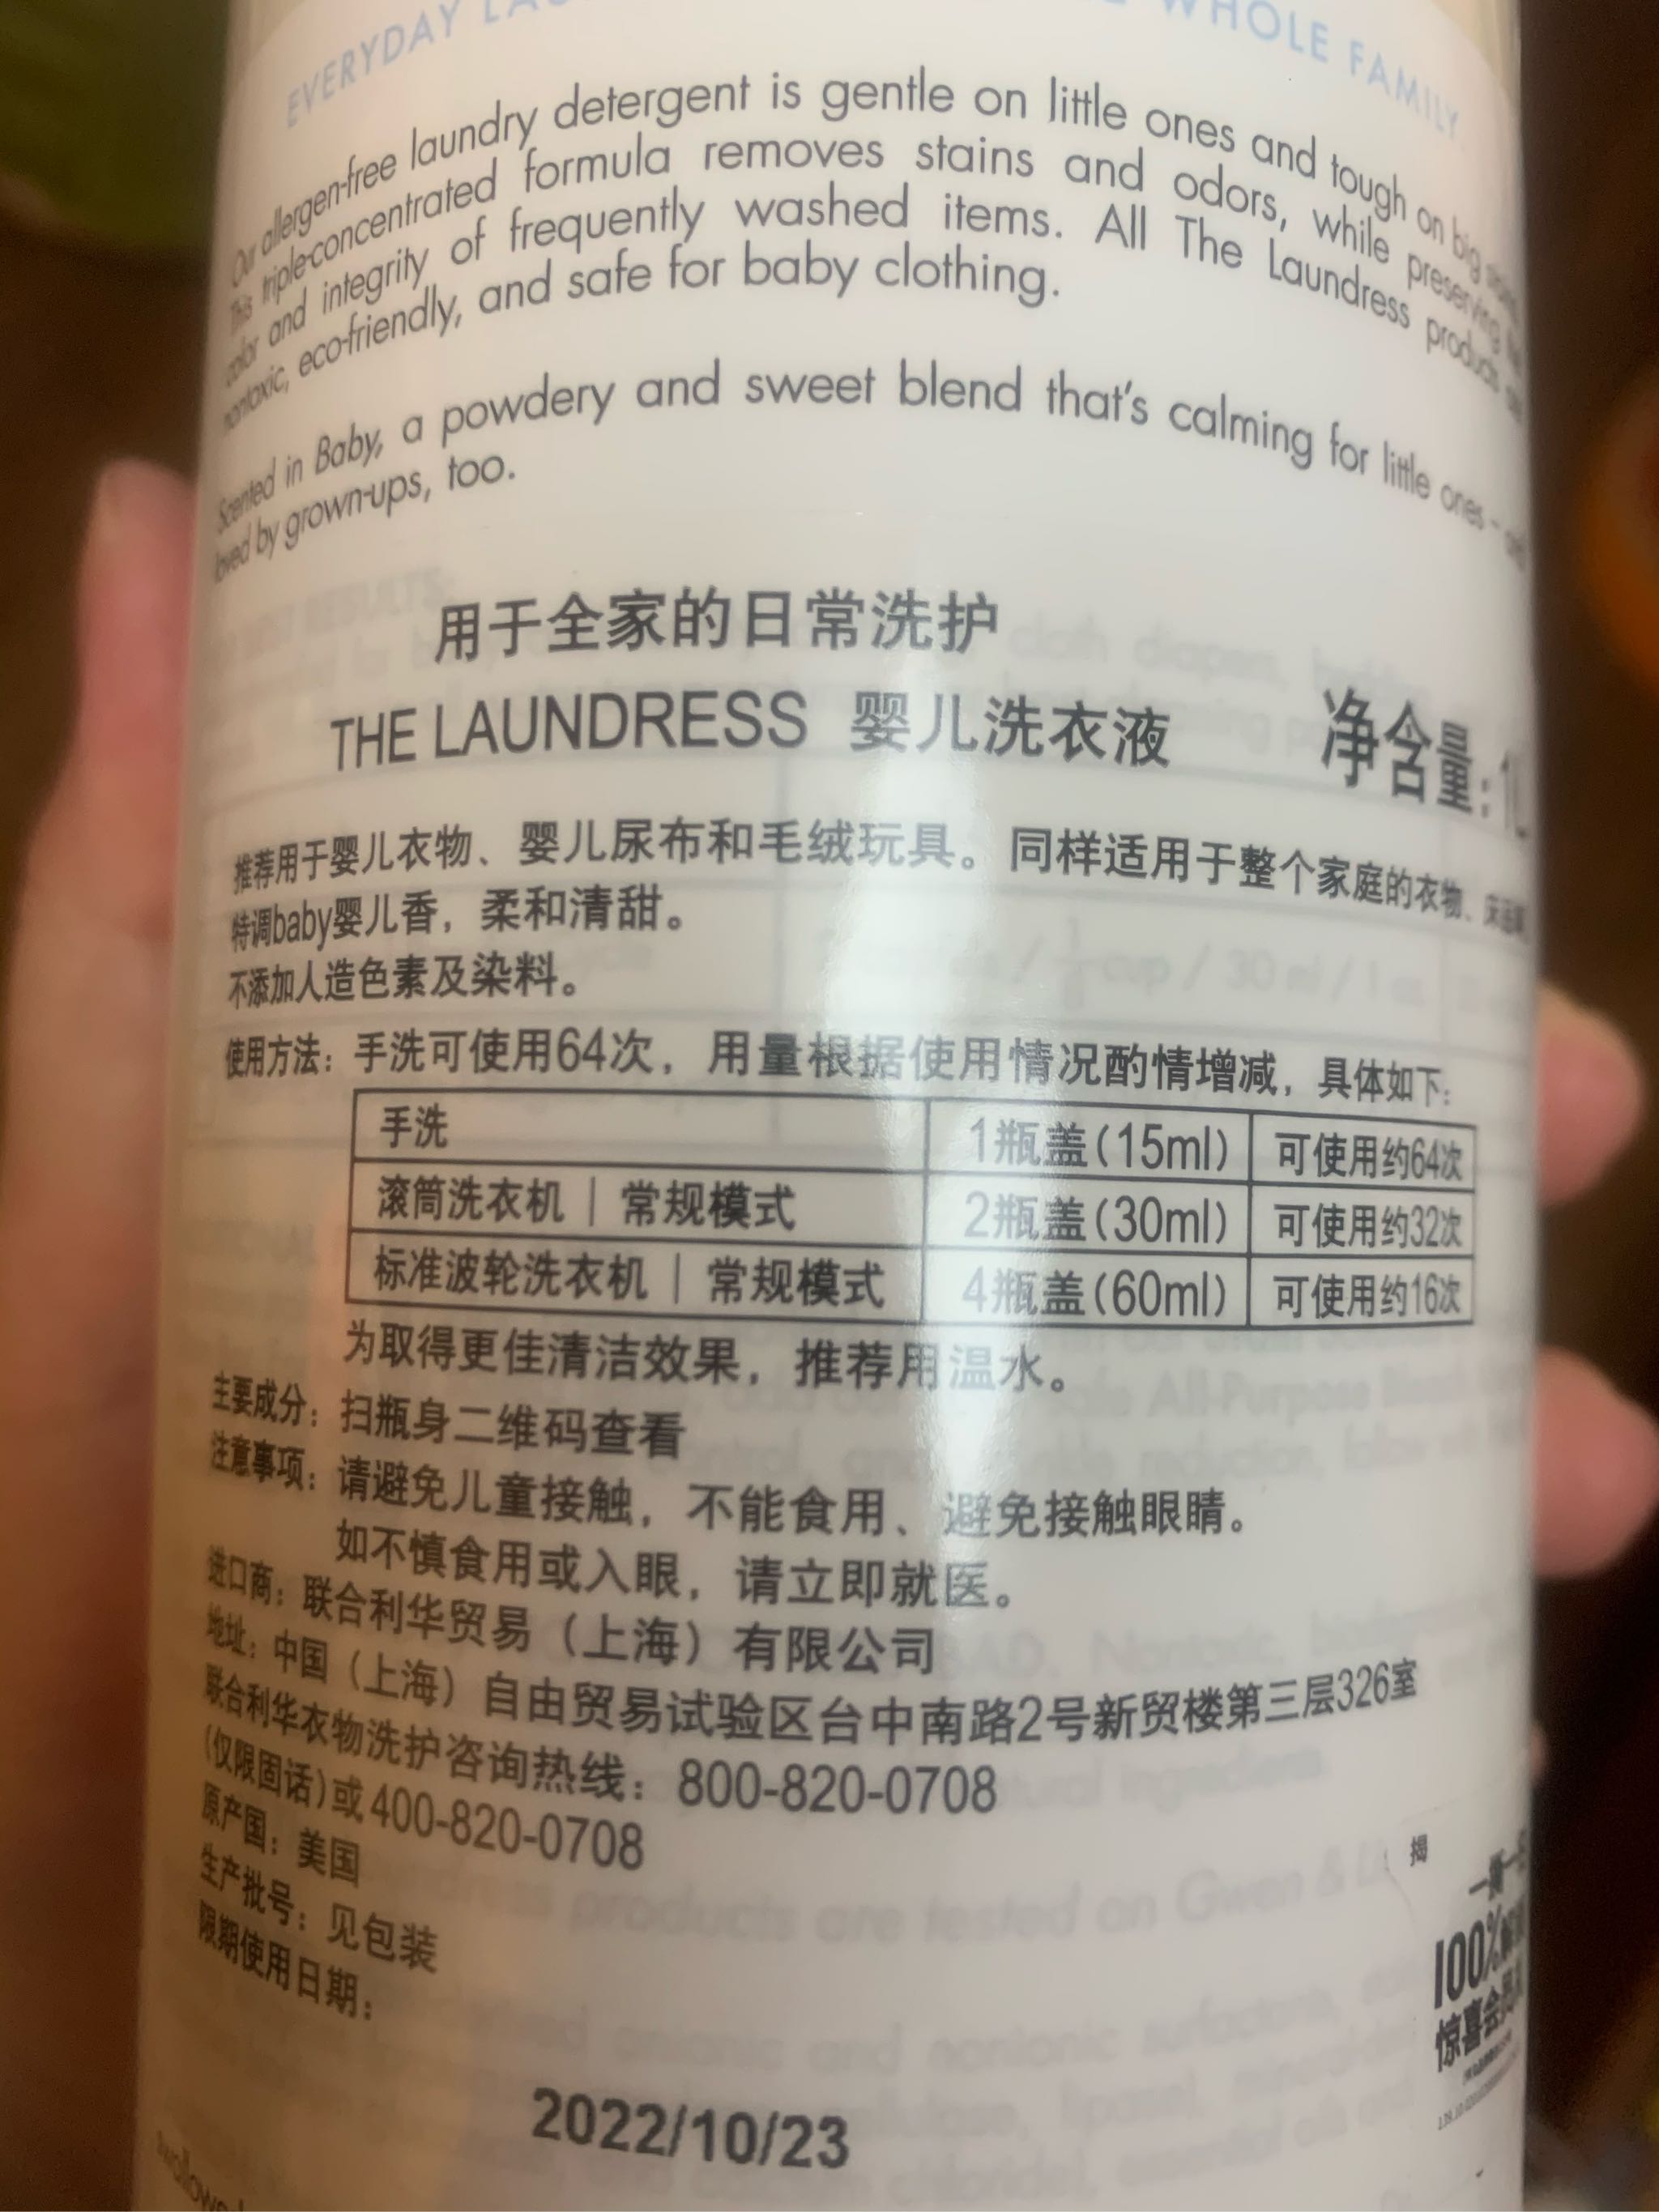 EVERYDAY WHOLE FAMILY
Our allergen-free laundry detergent is gentle on little ones and tough on big
This triple-concentrated formula removes stains and odors, while preserving
color and integrity of frequently washed items. All The Laundress products
nontoxic, eco-friendly, and safe for baby clothing.
Scented in Baby, a powdery and sweet blend that's calming for little ones –
loved by grown-ups, too.
用于全家的日常洗护
THE LAUNDRESS 婴儿洗衣液 净含量:
推荐用于婴儿衣物、婴儿尿布和毛绒玩具。同样适用于整个家庭的衣物、
特调baby婴儿香，柔和清甜。
不添加人造色素及染料。
使用方法：手洗可使用64次，用量根据使用情况酌情增减，具体如下：
手洗 1瓶盖(15ml) 可使用约64次
滚筒洗衣机｜常规模式 2瓶盖(30ml) 可使用约32次
标准波轮洗衣机｜常规模式 4瓶盖(60ml) 可使用约16次
为取得更佳清洁效果，推荐用温水。
主要成分：扫瓶身二维码查看
注意事项：请避免儿童接触，不能食用、避免接触眼睛。
如不慎食用或入眼，请立即就医。
进口商：联合利华贸易（上海）有限公司
地址：中国（上海）自由贸易试验区台中南路2号新贸楼第三层326室
联合利华衣物洗护咨询热线：800-820-0708
(仅限固话)或400-820-0708
原产国：美国
生产批号：见包装
限期使用日期：
2022/10/23
揭
100%
惊喜会